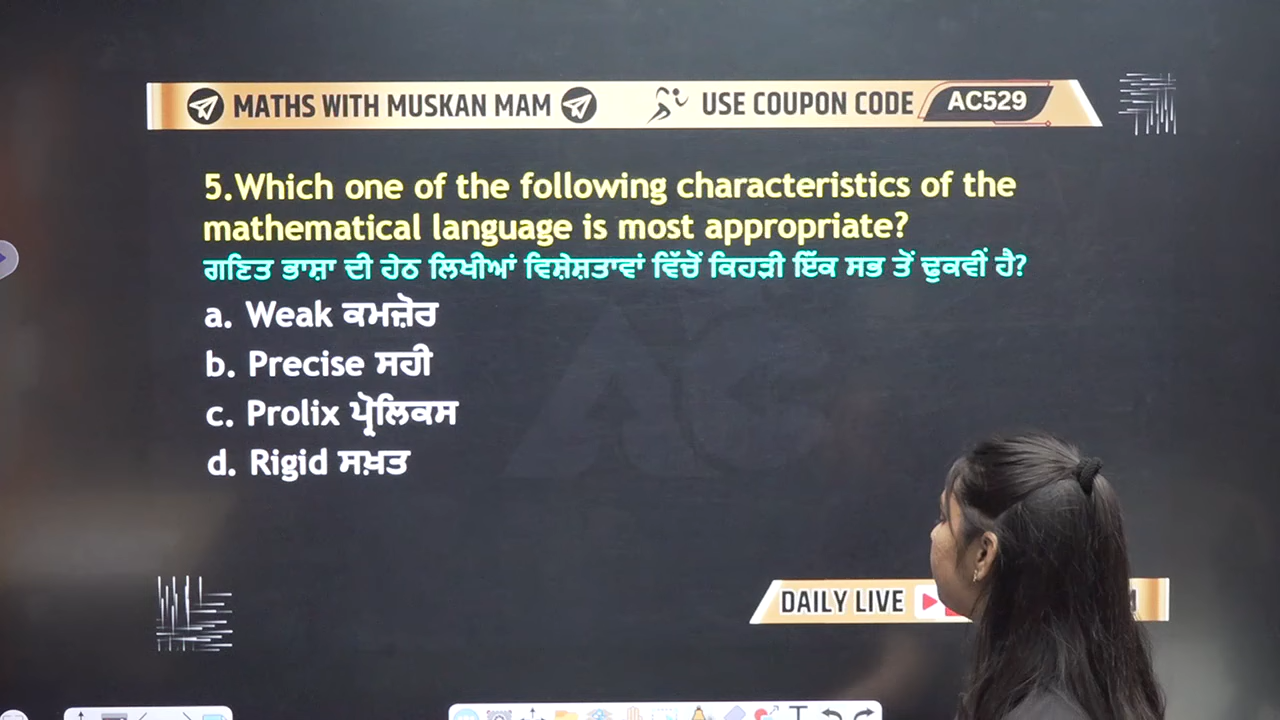 MATHS WITH MUSKAN MAM USE COUPON CODE AC529
5.Which one of the following characteristics of the
mathematical language is most appropriate?
ਗਣਿਤ ਭਾਸ਼ਾ ਦੀ ਹੇਠ ਲਿਖੀਆਂ ਵਿਸ਼ੇਸ਼ਤਾਵਾਂ ਵਿੱਚੋਂ ਕਿਹੜੀ ਇੱਕ ਸਭ ਤੋਂ ਢੁਕਵੀਂ ਹੈ?
a. Weak ਕਮਜ਼ੋਰ
b. Precise ਸਹੀ
c. Prolix ਪ੍ਰੋਲਿਕਸ
d. Rigid ਸਖ਼ਤ
AC
DAILY LIVE